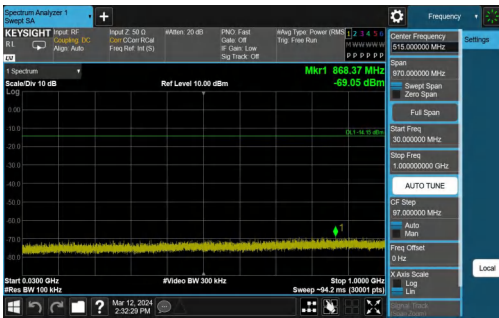 Spectrum Analyzer 1
Swept SA
+
Frequency
KEYSIGHT
Input: RF
Input Z: 50 Ω
#Atten: 20 dB
PNO: Fast
#Avg Type: Power (RMS
1 2 3 4 5 6
RL
Coupling: DC
Corr CCorr RCal
Gate: Off
Trig: Free Run
M W W W W W
Align: Auto
Freq Ref: Int (S)
IF Gain: Low
P P P P P P
Sig Track: Off
1 Spectrum
Mkr1 868.37 MHz
Scale/Div 10 dB
Ref Level 10.00 dBm
-69.05 dBm
Log
0.00
-10.0
-20.0
-30.0
-40.0
-50.0
-60.0
-70.0
-80.0
1
Start 0.0300 GHz
#Video BW 300 kHz
Stop 1.0000 GHz
#Res BW 100 kHz
Sweep ~94.2 ms (30001 pts)
?
Mar 12, 2024
2:32:29 PM
Center Frequency
515.000000 MHz
Settings
Span
970.000000 MHz
Swept Span
Zero Span
Full Span
Start Freq
30.000000 MHz
Stop Freq
1.000000000 GHz
AUTO TUNE
CF Step
97.000000 MHz
Auto
Man
Freq Offset
0 Hz
X Axis Scale
Log
Lin
Local
Signal Track